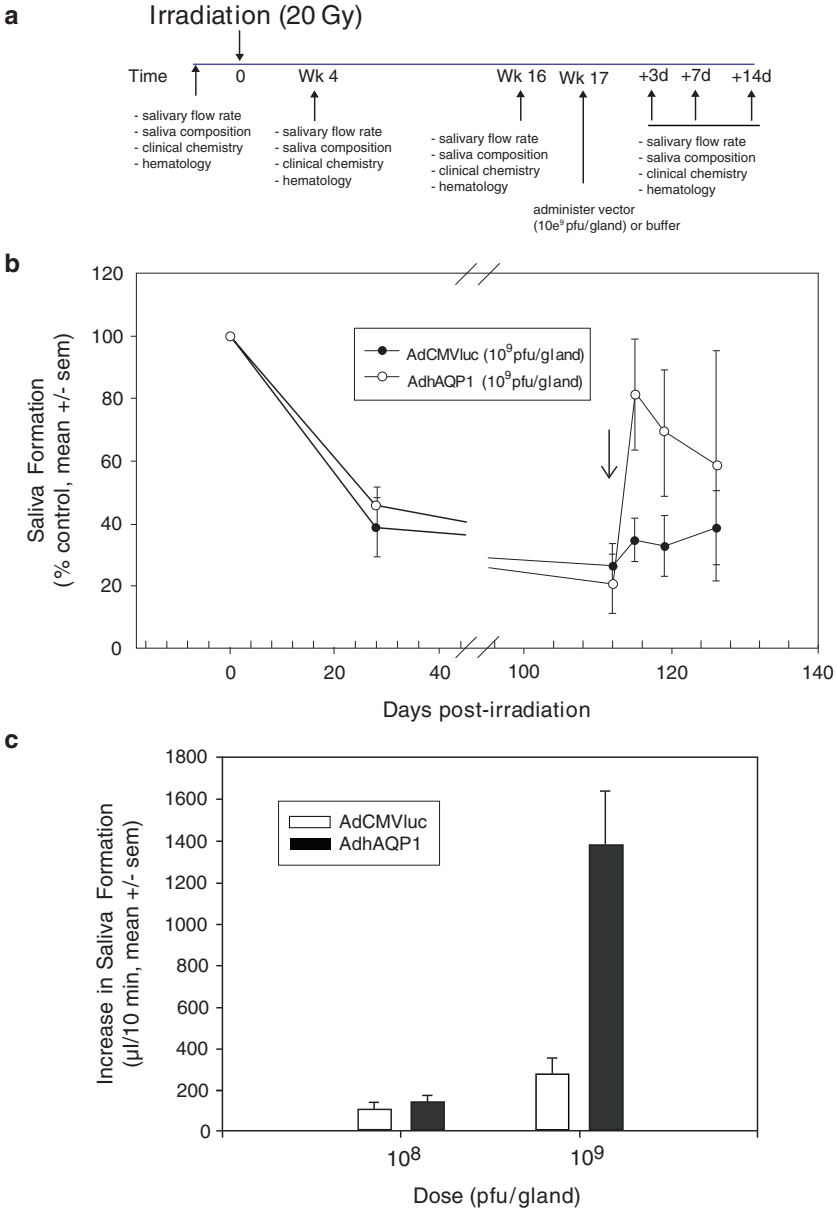 a
Irradiation (20 Gy)
Time 0 Wk 4 Wk 16 Wk 17 +3d +7d +14d
- salivary flow rate
- saliva composition
- clinical chemistry
- hematology
- salivary flow rate
- saliva composition
- clinical chemistry
- hematology
- salivary flow rate
- saliva composition
- clinical chemistry
- hematology
administer vector
(10e⁹ pfu/gland) or buffer
- salivary flow rate
- saliva composition
- clinical chemistry
- hematology
b
Saliva Formation
(% control, mean +/- sem)
120
100
80
60
40
20
0
AdCMVluc (10⁹pfu/gland)
AdhAQP1 (10⁹pfu/gland)
0 20 40 100 120 140
Days post-irradiation
c
Increase in Saliva Formation
(µl/10 min, mean +/- sem)
1800
1600
1400
1200
1000
800
600
400
200
0
AdCMVluc
AdhAQP1
10⁸ 10⁹
Dose (pfu/gland)